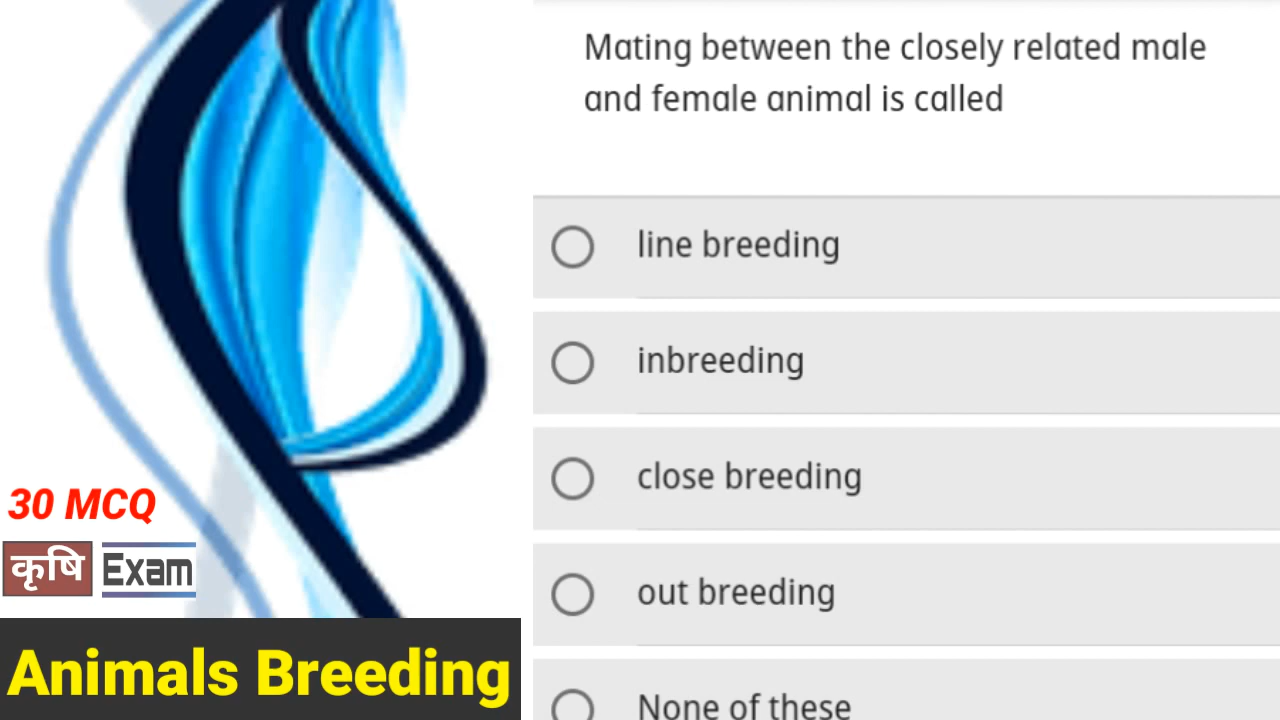 Mating between the closely related male
and female animal is called
line breeding
inbreeding
close breeding
out breeding
None of these
30 MCQ
कृषि Exam
Animals Breeding